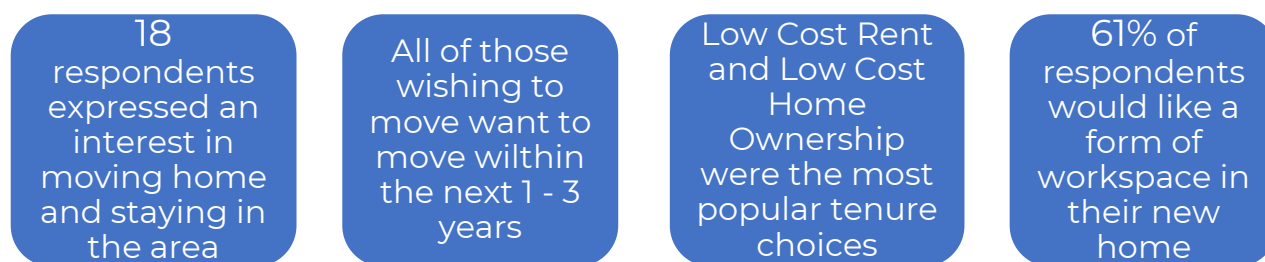 18
respondents
expressed an
interest in
moving home
and staying in
the area
All of those
wishing to
move want to
move wilthin
the next 1 - 3
years
Low Cost Rent
and Low Cost
Home
Ownership
were the most
popular tenure
choices
61% of
respondents
would like a
form of
workspace in
their new
home